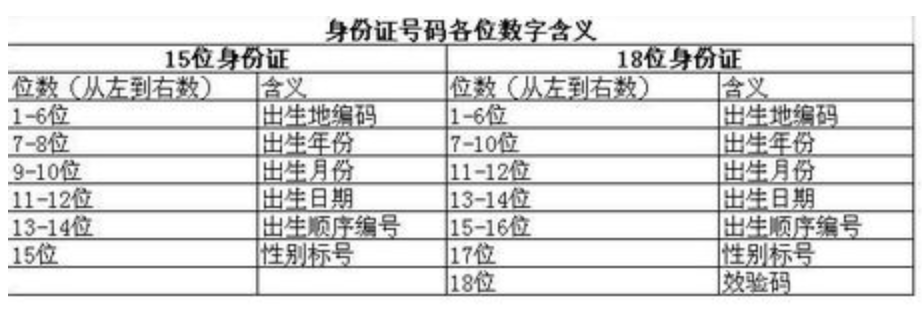 身份证号码各位数字含义
15位身份证 18位身份证
位数（从左到右数） 含义 位数（从左到右数） 含义
1-6位 出生地编码 1-6位 出生地编码
7-8位 出生年份 7-10位 出生年份
9-10位 出生月份 11-12位 出生月份
11-12位 出生日期 13-14位 出生日期
13-14位 出生顺序编号 15-16位 出生顺序编号
15位 性别标号 17位 性别标号
18位 效验码